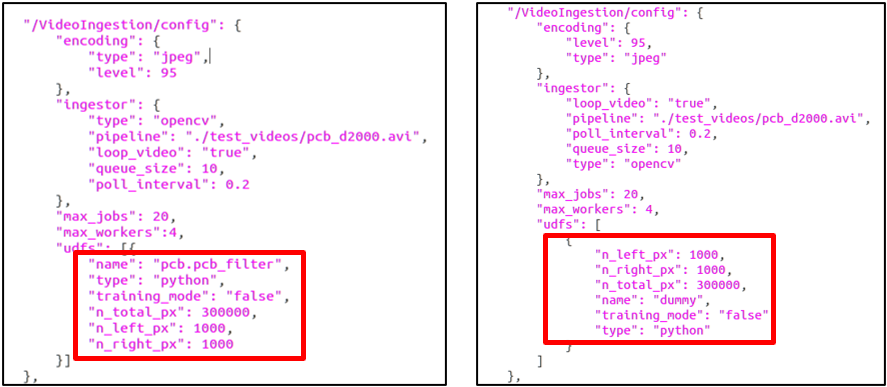 "/VideoIngestion/config": {
"encoding": {
"type": "jpeg",
"level": 95
},
"ingestor": {
"type": "opencv",
"pipeline": "./test_videos/pcb_d2000.avi",
"loop_video": "true",
"queue_size": 10,
"poll_interval": 0.2
},
"max_jobs": 20,
"max_workers":4,
"udfs": [{
"name": "pcb.pcb_filter",
"type": "python",
"training_mode": "false",
"n_total_px": 300000,
"n_left_px": 1000,
"n_right_px": 1000
}]
},
"/VideoIngestion/config": {
"encoding": {
"level": 95,
"type": "jpeg"
},
"ingestor": {
"loop_video": "true",
"pipeline": "./test_videos/pcb_d2000.avi",
"poll_interval": 0.2,
"queue_size": 10,
"type": "opencv"
},
"max_jobs": 20,
"max_workers": 4,
"udfs": [
{
"n_left_px": 1000,
"n_right_px": 1000,
"n_total_px": 300000,
"name": "dummy",
"training_mode": "false"
"type": "python"
}
]
},